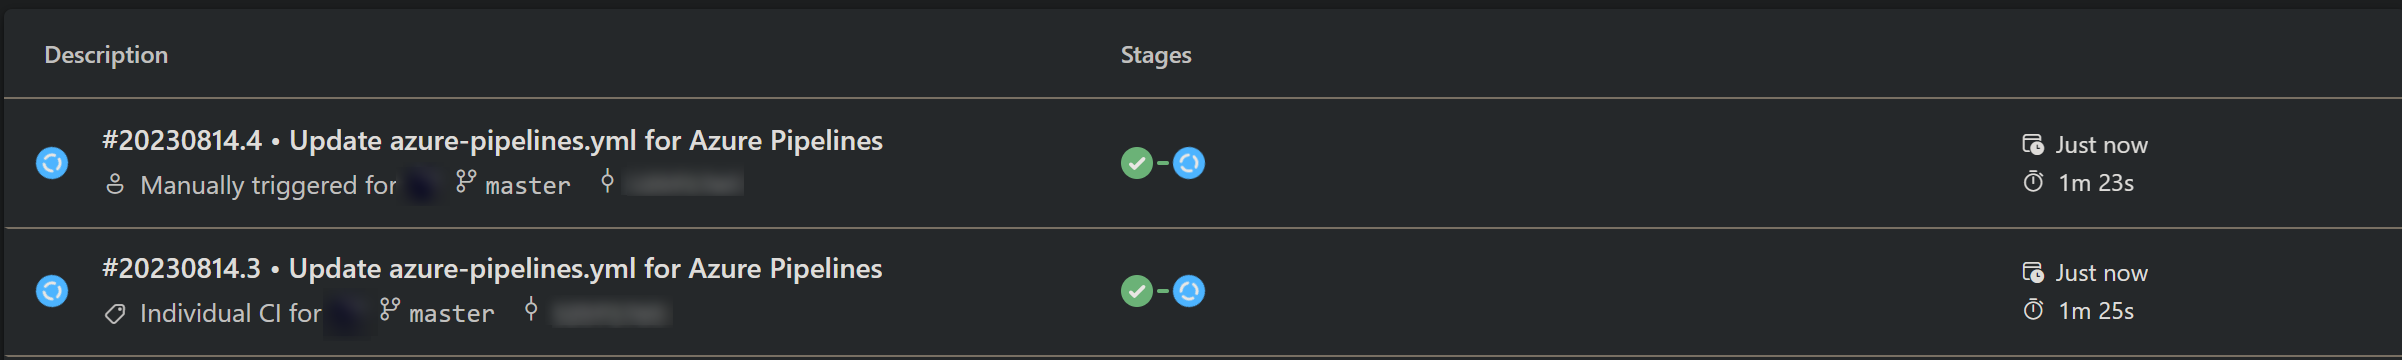 Description Stages
#20230814.4 • Update azure-pipelines.yml for Azure Pipelines
Just now
Manually triggered for master
1m 23s
#20230814.3 • Update azure-pipelines.yml for Azure Pipelines
Just now
Individual CI for master
1m 25s